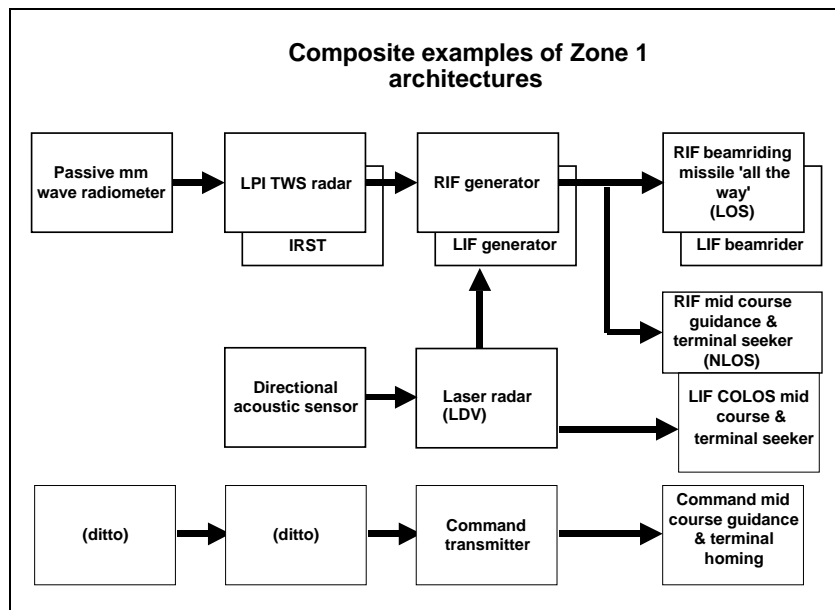 Composite examples of Zone 1
architectures
Passive mm
wave radiometer
LPI TWS radar
IRST
RIF generator
LIF generator
RIF beamriding
missile 'all the
way'
(LOS)
LIF beamrider
RIF mid course
guidance &
terminal seeker
(NLOS)
Directional
acoustic sensor
Laser radar
(LDV)
LIF COLOS mid
course &
terminal seeker
(ditto)
(ditto)
Command
transmitter
Command mid
course guidance
& terminal
homing